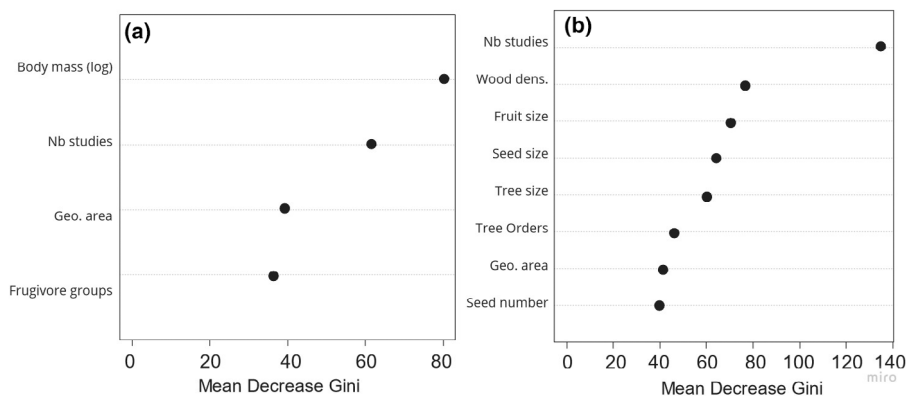 (a)
Body mass (log)
Nb studies
Geo. area
Frugivore groups
0 20 40 60 80
Mean Decrease Gini
(b)
Nb studies
Wood dens.
Fruit size
Seed size
Tree size
Tree Orders
Geo. area
Seed number
0 20 40 60 80 100 120 140
Mean Decrease Gini
miro